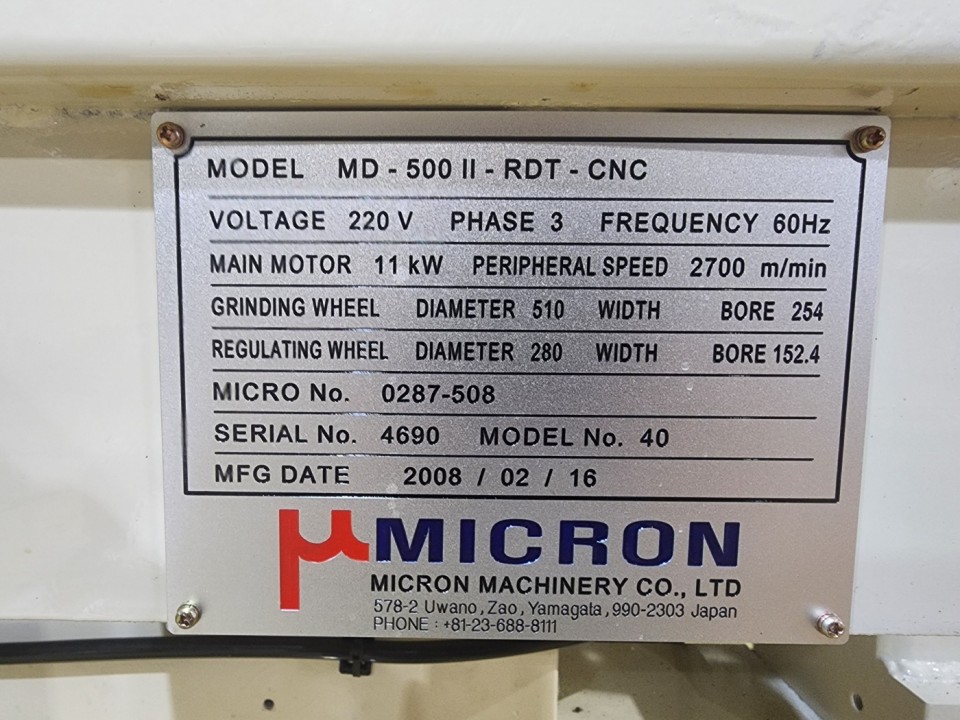 MODEL MD - 500 II - RDT - CNC
VOLTAGE 220 V PHASE 3 FREQUENCY 60Hz
MAIN MOTOR 11 kW PERIPHERAL SPEED 2700 m/min
GRINDING WHEEL DIAMETER 510 WIDTH BORE 254
REGULATING WHEEL DIAMETER 280 WIDTH BORE 152.4
MICRO No. 0287-508
SERIAL No. 4690 MODEL No. 40
MFG DATE 2008 / 02 / 16
μ MICRON
MICRON MACHINERY CO., LTD
578-2 Uwano, Zao, Yamagata, 990-2303 Japan
PHONE : +81-23-688-8111